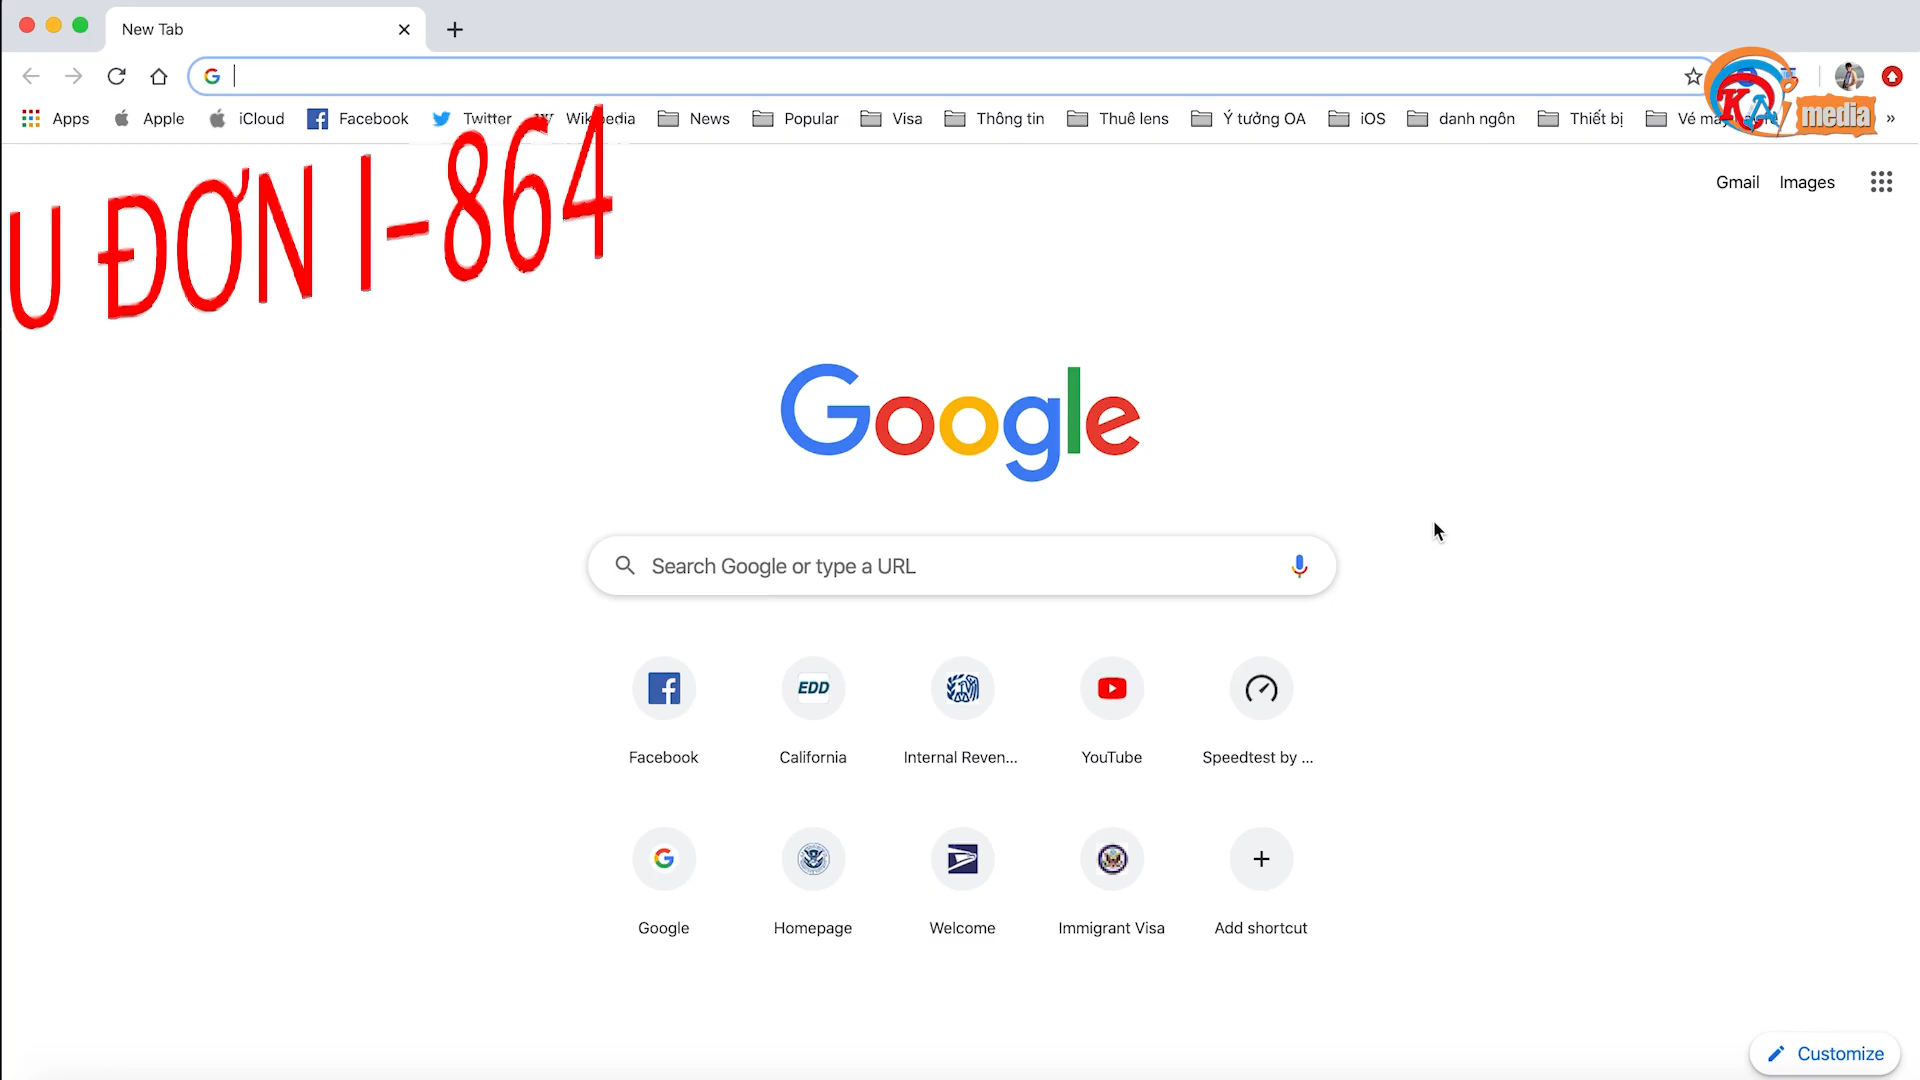 New Tab
Apps Apple iCloud Facebook Twitter Wikipedia News Popular Visa Thông tin Thuê lens Ý tưởng OA iOS danh ngôn Thiết bị »
KA media
U ĐƠN I-864
Gmail Images
Google
Search Google or type a URL
EDD
Facebook California Internal Reven... YouTube Speedtest by ...
Google Homepage Welcome Immigrant Visa Add shortcut
Customize